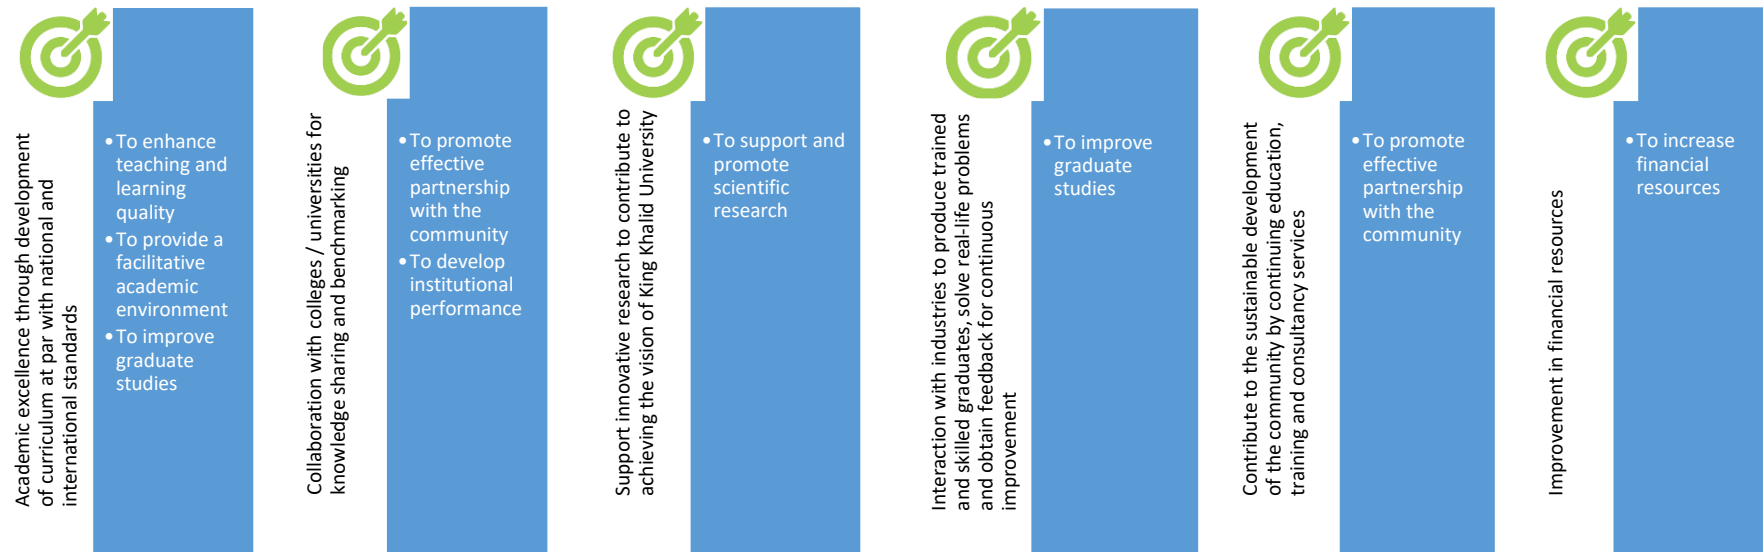 Academic excellence through development
of curriculum at par with national and
international standards
•To enhance
teaching and
learning
quality
•To provide a
facilitative
academic
environment
•To improve
graduate
studies
Collaboration with colleges / universities for
knowledge sharing and benchmarking
•To promote
effective
partnership
with the
community
•To develop
institutional
performance
Support innovative research to contribute to
achieving the vision of King Khalid University
•To support and
promote
scientific
research
Interaction with industries to produce trained
and skilled graduates, solve real-life problems
and obtain feedback for continuous
improvement
•To improve
graduate
studies
Contribute to the sustainable development
of the community by continuing education,
training and consultancy services
•To promote
effective
partnership
with the
community
Improvement in financial resources
•To increase
financial
resources